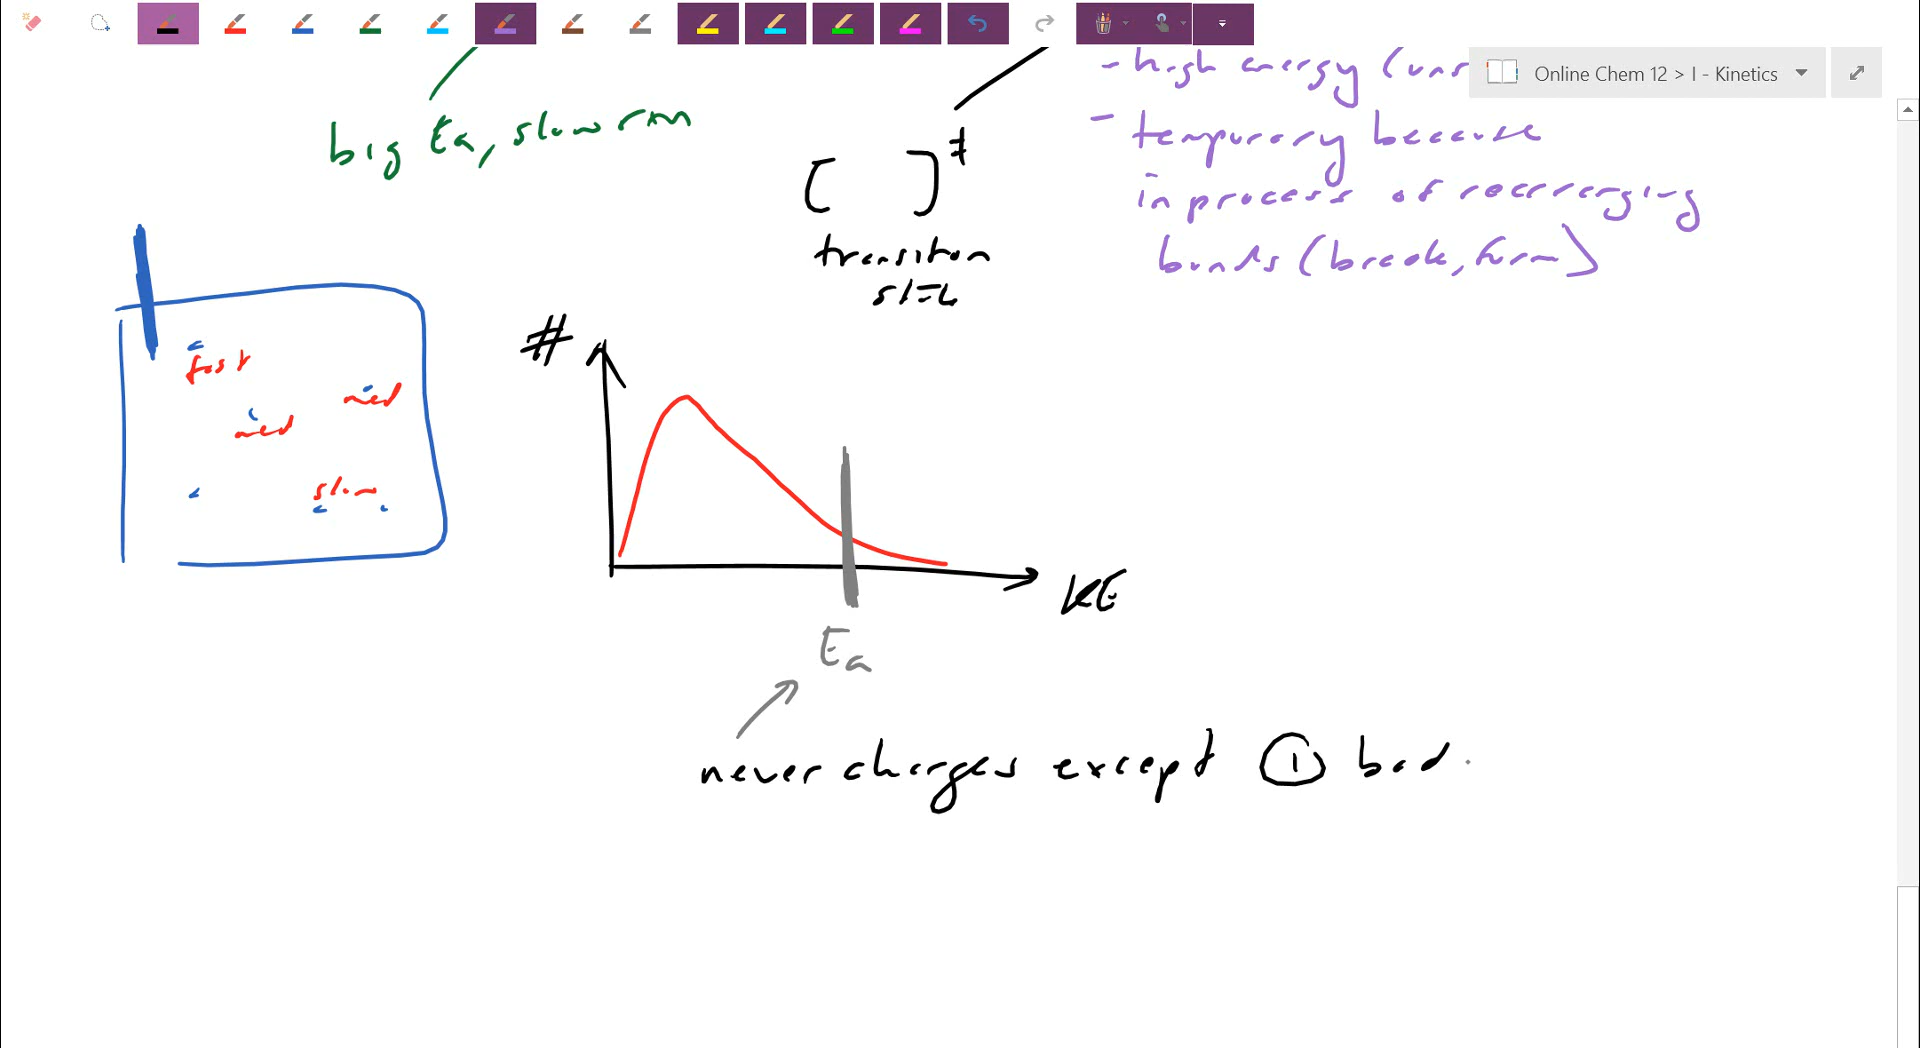 Online Chem 12 > I - Kinetics
- high energy (uns
big Ea, slow rxn
[ ]‡
transition
state
- temporary because
in process of rearranging
bonds (break, form)
fast
med
med
slow
#
KE
Ea
never changes except ① bad